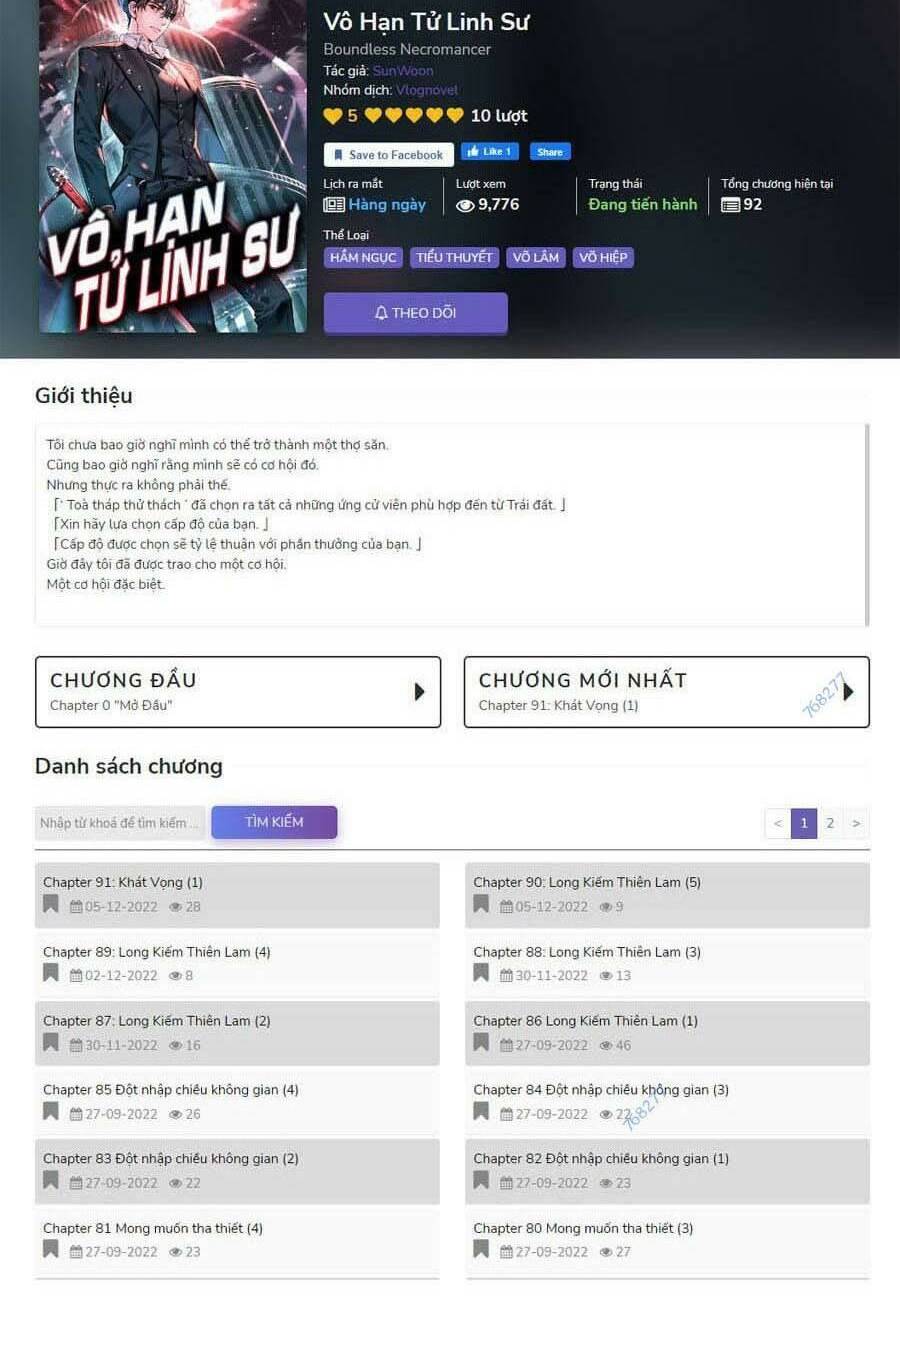 Vô Hạn Tử Linh Sư
Boundless Necromancer
Tác giả: SunWoon
Nhóm dịch: Vlognovel
5 10 lượt
Save to Facebook Like 1 Share
Lịch ra mắt Lượt xem Trạng thái Tổng chương hiện tại
Hàng ngày 9,776 Đang tiến hành 92
Thể Loại
HẦM NGỤC TIỂU THUYẾT VÕ LÂM VÕ HIỆP
THEO DÕI
VÔ HẠN
TỬ LINH SƯ
Giới thiệu
Tôi chưa bao giờ nghĩ mình có thể trở thành một thợ săn.
Cũng bao giờ nghĩ rằng mình sẽ có cơ hội đó.
Nhưng thực ra không phải thế.
「' Toà tháp thử thách ' đã chọn ra tất cả những ứng cử viên phù hợp đến từ Trái đất. 」
「Xin hãy lựa chọn cấp độ của bạn. 」
「Cấp độ được chọn sẽ tỷ lệ thuận với phần thưởng của bạn. 」
Giờ đây tôi đã được trao cho một cơ hội.
Một cơ hội đặc biệt.
CHƯƠNG ĐẦU
Chapter 0 "Mở Đầu"
CHƯƠNG MỚI NHẤT
Chapter 91: Khát Vọng (1)
768277
Danh sách chương
Nhập từ khoá để tìm kiếm ... TÌM KIẾM < 1 2 >
Chapter 91: Khát Vọng (1)
05-12-2022 28
Chapter 90: Long Kiếm Thiên Lam (5)
05-12-2022 9
Chapter 89: Long Kiếm Thiên Lam (4)
02-12-2022 8
Chapter 88: Long Kiếm Thiên Lam (3)
30-11-2022 13
Chapter 87: Long Kiếm Thiên Lam (2)
30-11-2022 16
Chapter 86 Long Kiếm Thiên Lam (1)
27-09-2022 46
Chapter 85 Đột nhập chiều không gian (4)
27-09-2022 26
Chapter 84 Đột nhập chiều không gian (3)
27-09-2022 22
768277
Chapter 83 Đột nhập chiều không gian (2)
27-09-2022 22
Chapter 82 Đột nhập chiều không gian (1)
27-09-2022 23
Chapter 81 Mong muốn tha thiết (4)
27-09-2022 23
Chapter 80 Mong muốn tha thiết (3)
27-09-2022 27